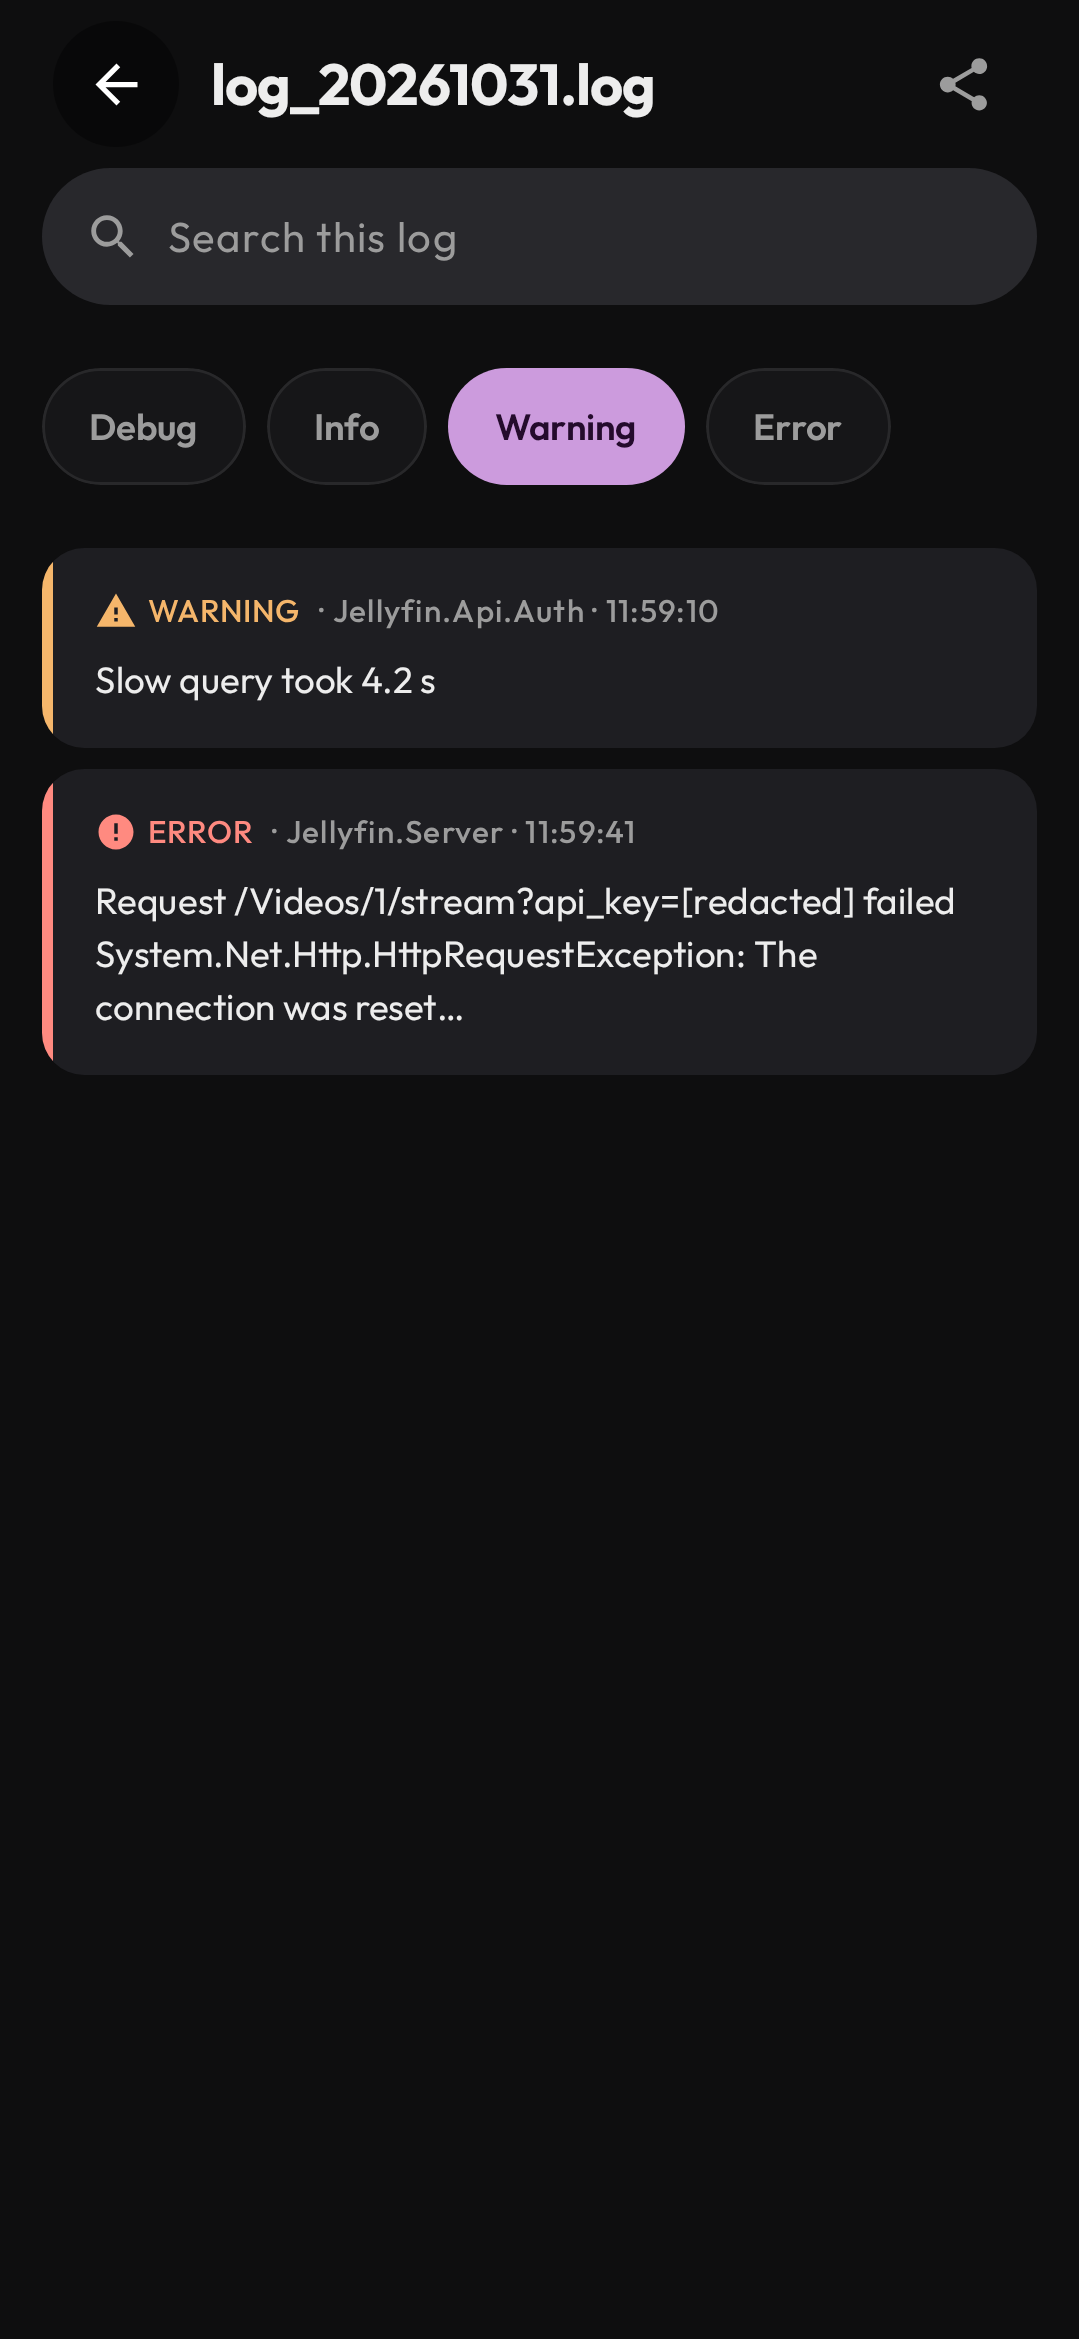 log_20261031.log
Search this log
Debug Info Warning Error
WARNING · Jellyfin.Api.Auth · 11:59:10
Slow query took 4.2 s
ERROR · Jellyfin.Server · 11:59:41
Request /Videos/1/stream?api_key=[redacted] failed
System.Net.Http.HttpRequestException: The
connection was reset…